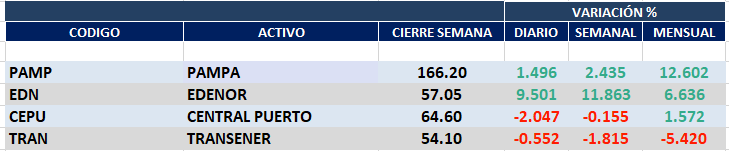 VARIACIÓN %
CODIGO ACTIVO CIERRE SEMANA DIARIO SEMANAL MENSUAL
PAMP PAMPA 166.20 1.496 2.435 12.602
EDN EDENOR 57.05 9.501 11.863 6.636
CEPU CENTRAL PUERTO 64.60 -2.047 -0.155 1.572
TRAN TRANSENER 54.10 -0.552 -1.815 -5.420